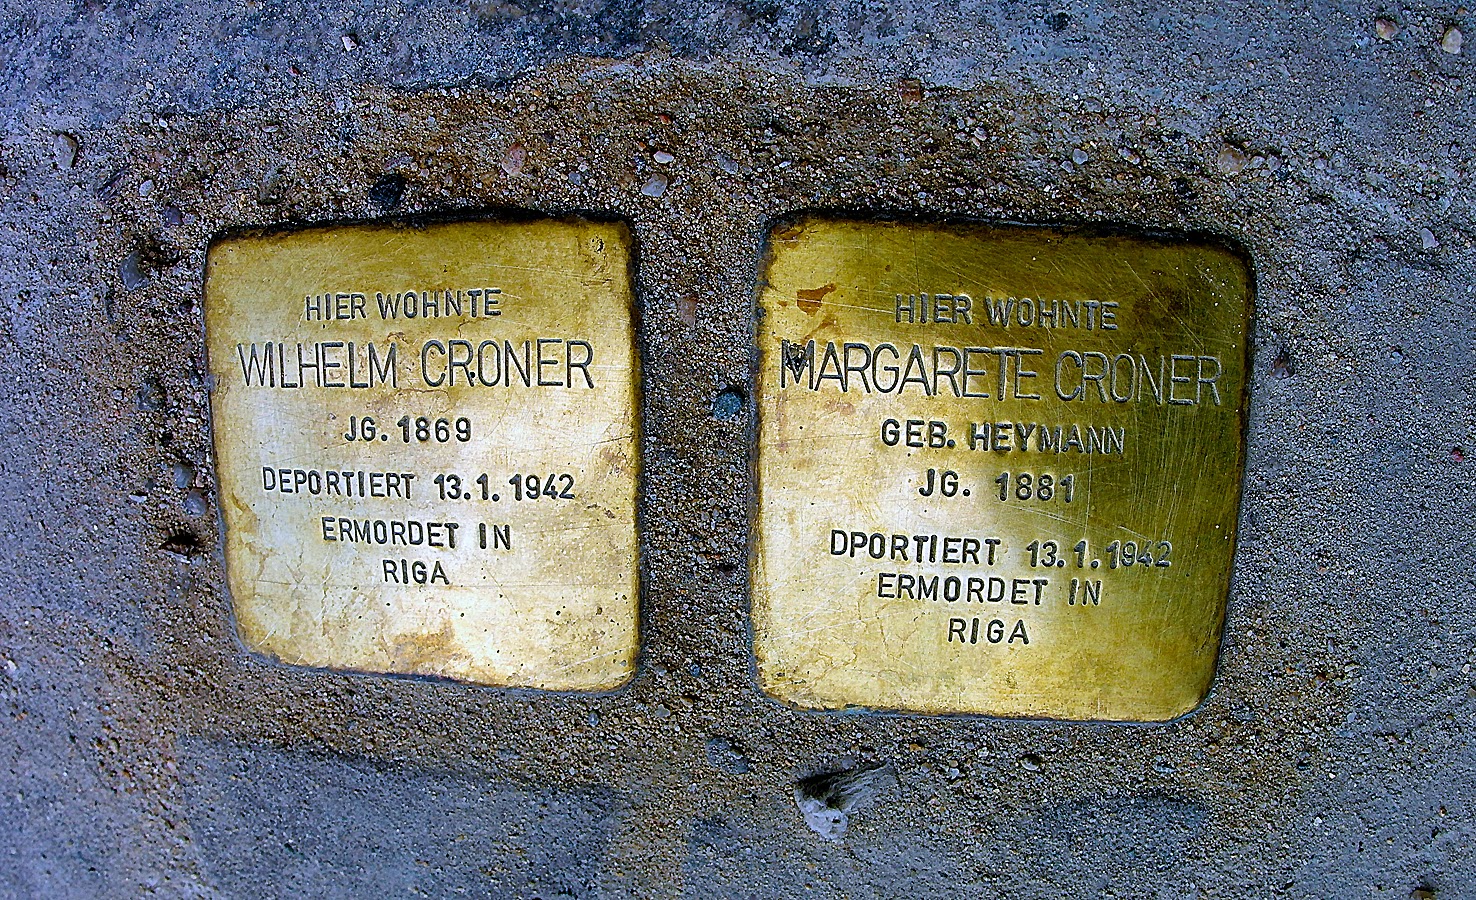 HIER WOHNTE
WILHELM CRONER
JG. 1869
DEPORTIERT 13.1.1942
ERMORDET IN
RIGA
HIER WOHNTE
MARGARETE CRONER
GEB. HEYMANN
JG. 1881
DPORTIERT 13.1.1942
ERMORDET IN
RIGA